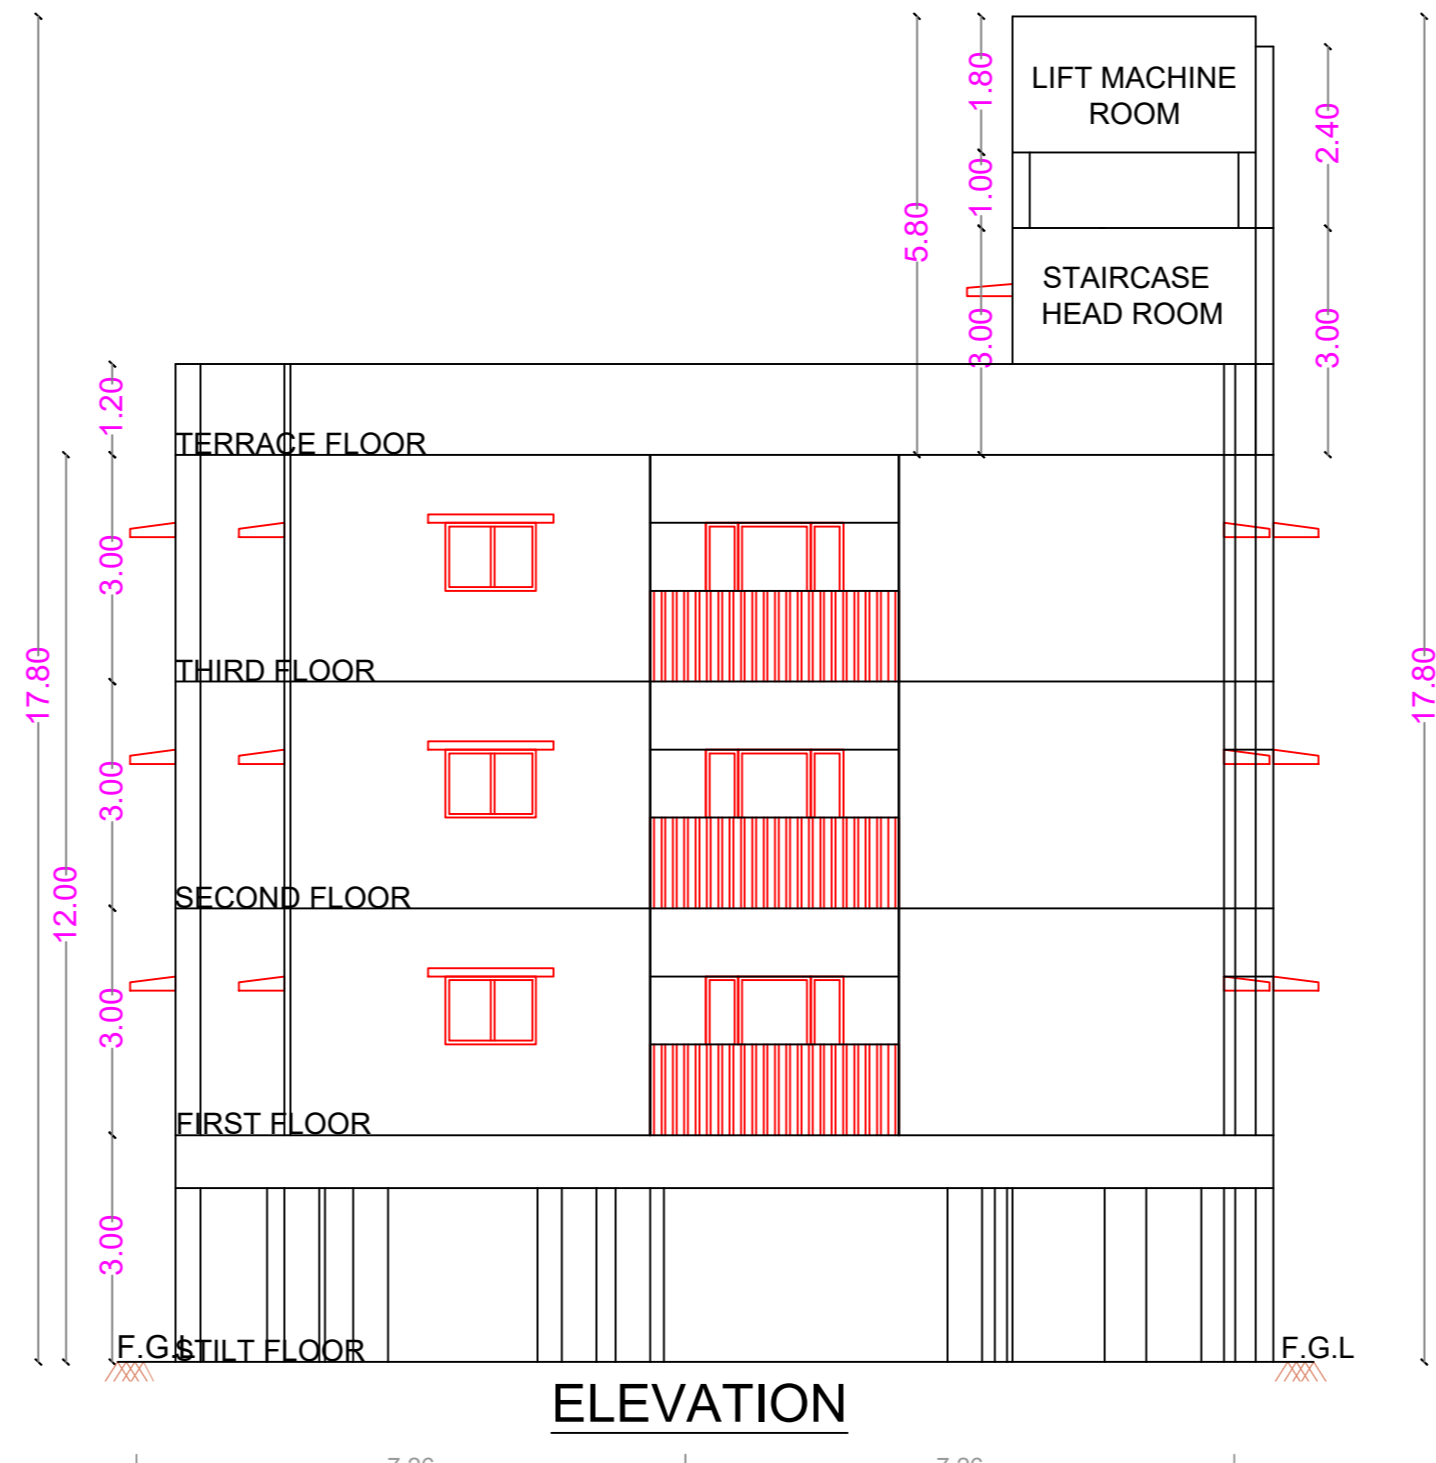 LIFT MACHINE
ROOM
1.80
2.40
1.00
5.80
STAIRCASE
HEAD ROOM
3.00
3.00
1.20
TERRACE FLOOR
3.00
THIRD FLOOR
17.80
17.80
3.00
SECOND FLOOR
12.00
3.00
FIRST FLOOR
3.00
F.G.L
STILT FLOOR
F.G.L
ELEVATION